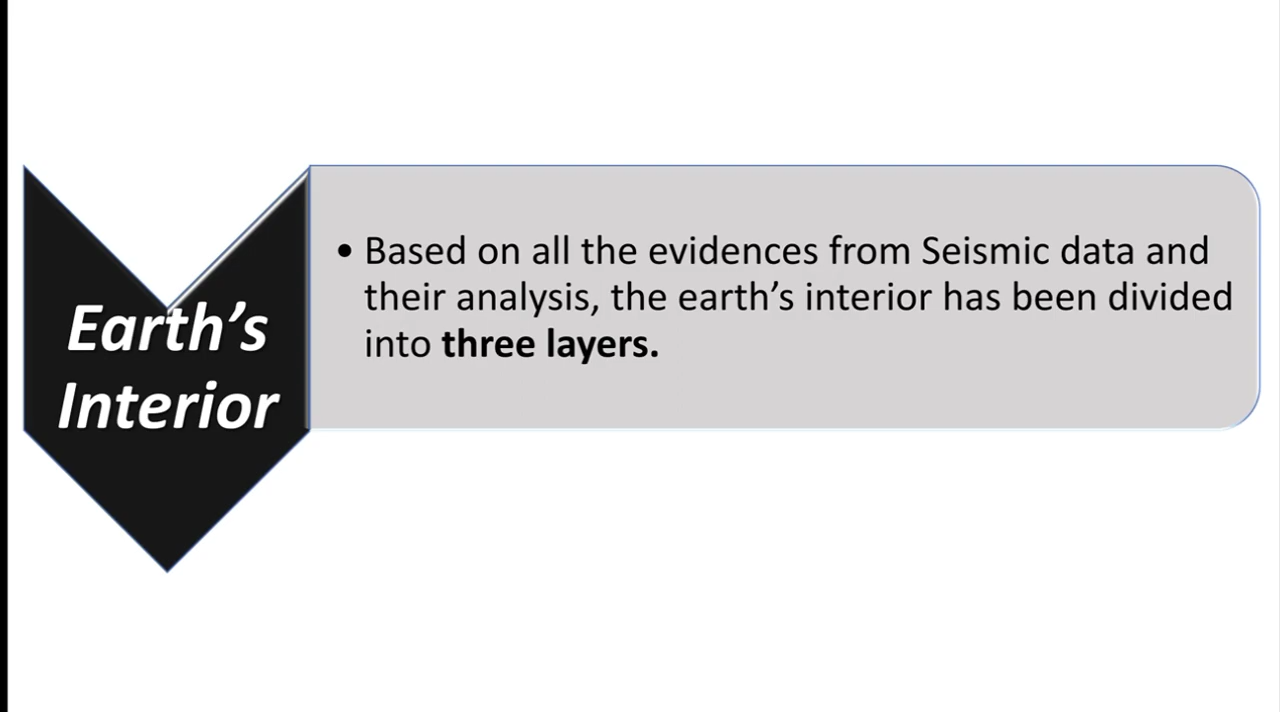 Earth's
Interior
• Based on all the evidences from Seismic data and
their analysis, the earth's interior has been divided
into three layers.